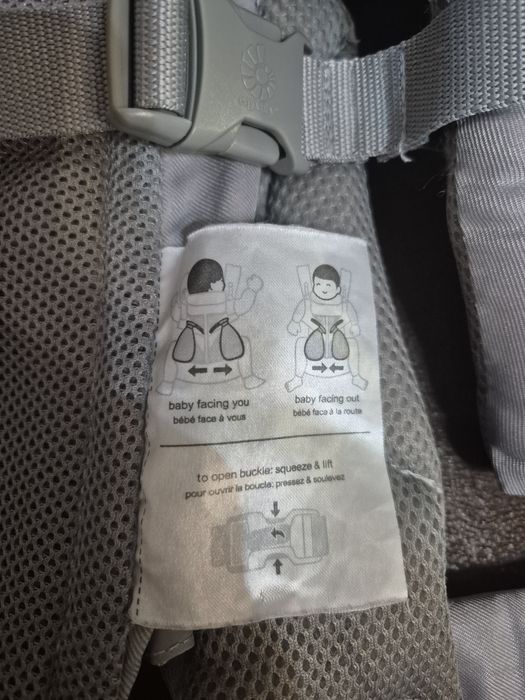 baby facing you
bébé face à vous
baby facing out
bébé face à la route
to open buckle: squeeze & lift
pour ouvrir la boucle: pressez & soulevez